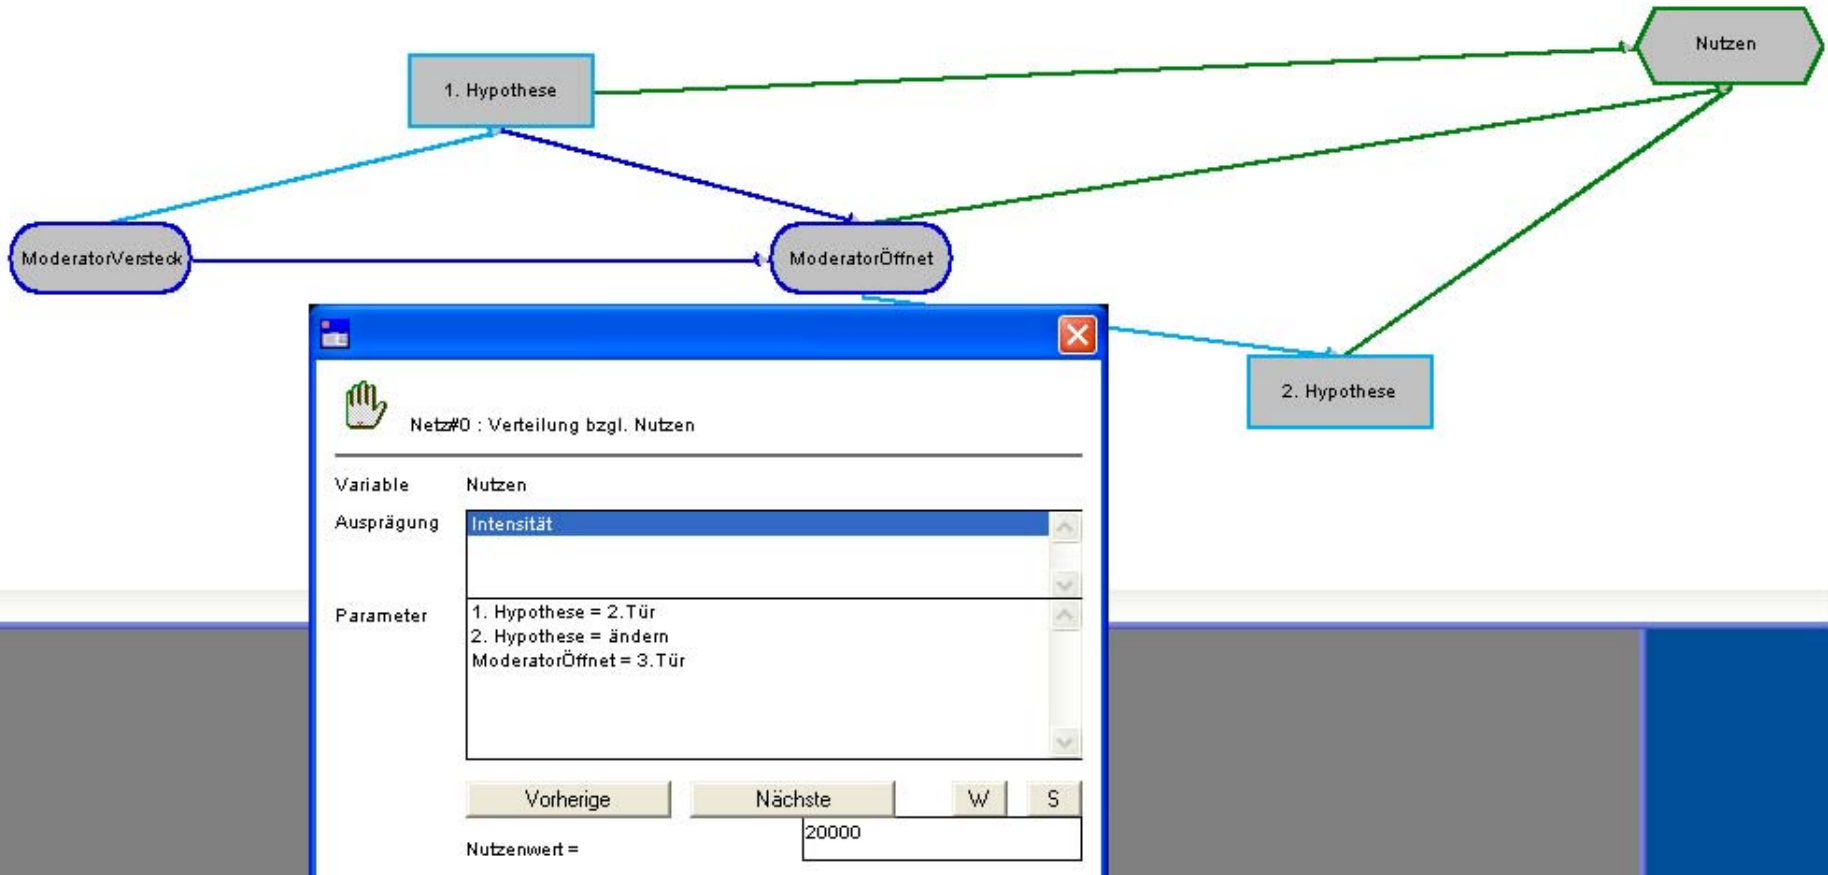 Nutzen
1. Hypothese
ModeratorVersteck
ModeratorÖffnet
2. Hypothese
Netz#0 : Verteilung bzgl. Nutzen
Variable Nutzen
Ausprägung Intensität
Parameter 1. Hypothese = 2.Tür
2. Hypothese = ändern
ModeratorÖffnet = 3.Tür
Vorherige Nächste W S
Nutzenwert = 20000